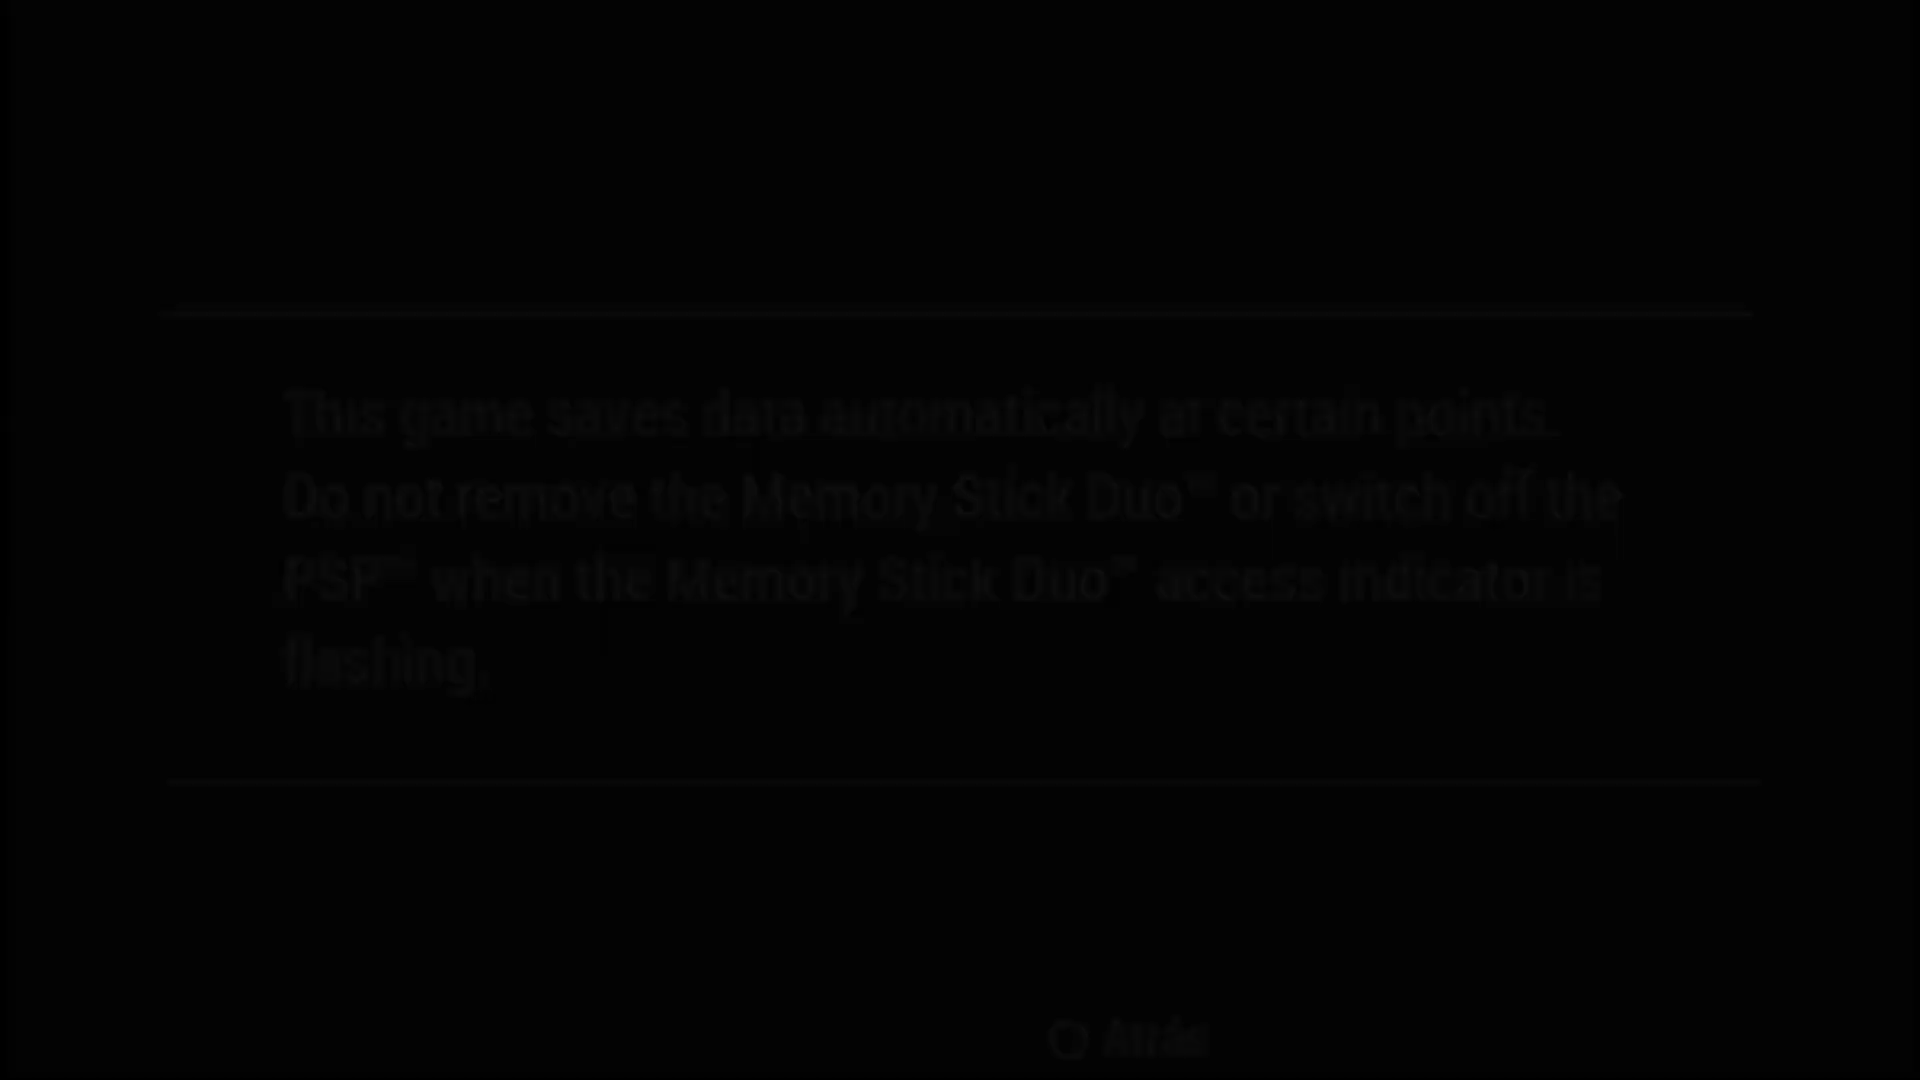 This game saves data automatically at certain points.
Do not remove the Memory Stick Duo™ or switch off the
PSP™ when the Memory Stick Duo™ access indicator is
flashing.
Atrás